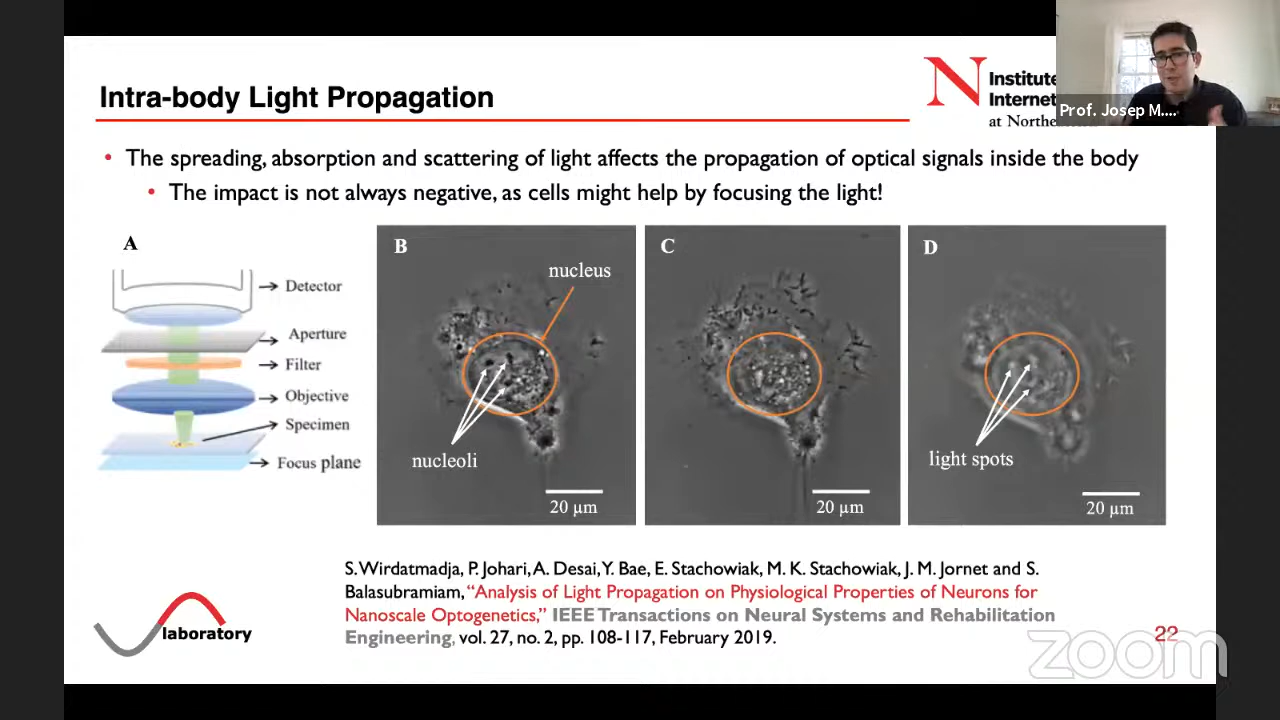 Intra-body Light Propagation
N Institute
Internet
at Northe
Prof. Josep M....
• The spreading, absorption and scattering of light affects the propagation of optical signals inside the body
• The impact is not always negative, as cells might help by focusing the light!
A
Detector
Aperture
Filter
Objective
Specimen
Focus plane
B
nucleus
nucleoli
20 µm
C
20 µm
D
light spots
20 µm
S. Wirdatmadja, P. Johari, A. Desai, Y. Bae, E. Stachowiak, M. K. Stachowiak, J. M. Jornet and S.
Balasubramiam, “Analysis of Light Propagation on Physiological Properties of Neurons for
Nanoscale Optogenetics,” IEEE Transactions on Neural Systems and Rehabilitation
Engineering, vol. 27, no. 2, pp. 108-117, February 2019.
laboratory
22
zoom